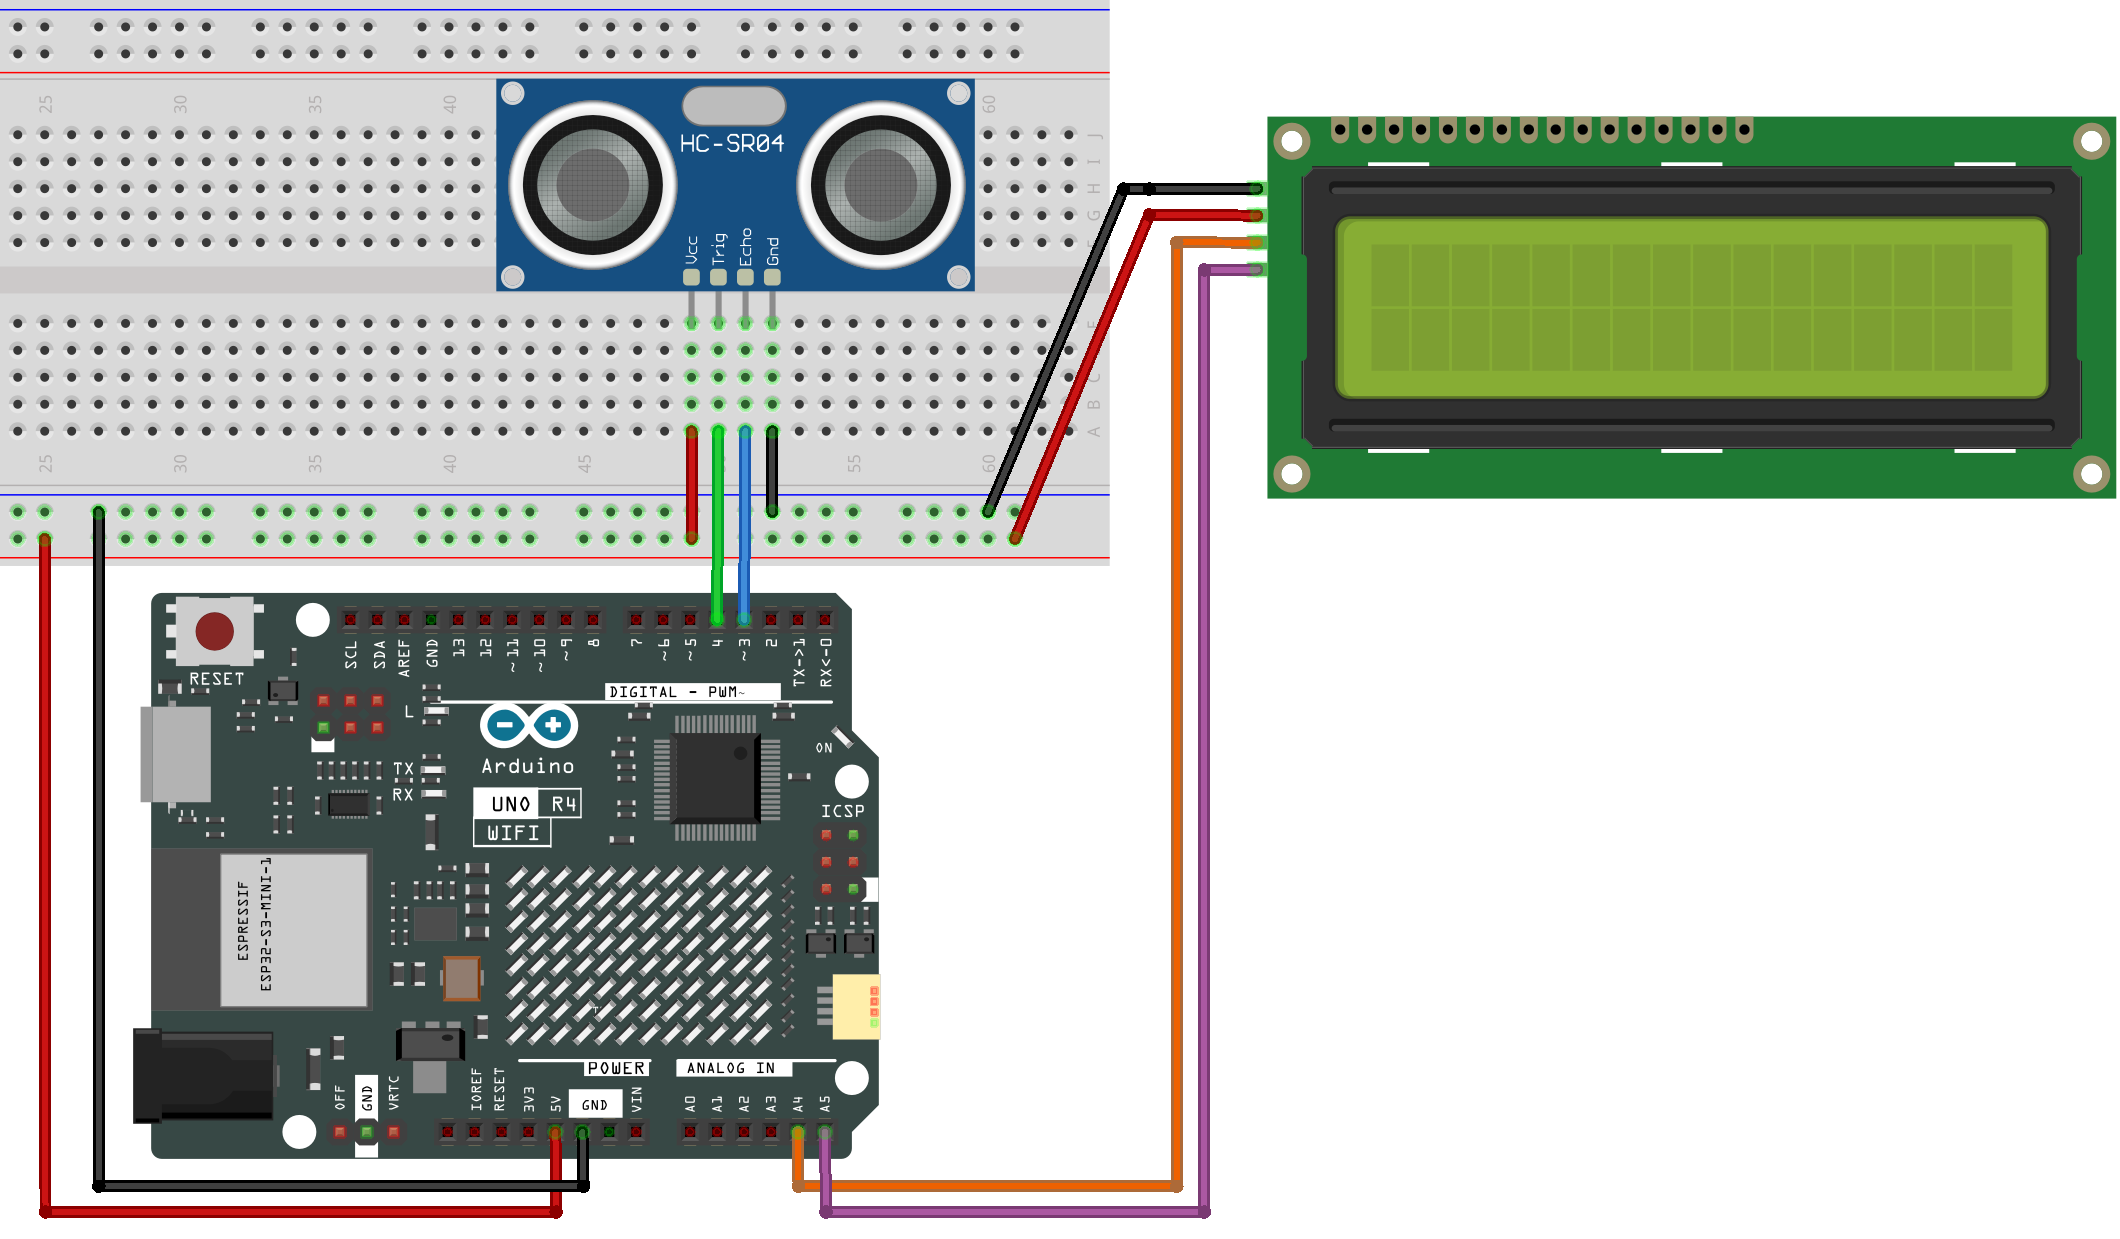 25 30 35 40 60
J
I
H
G
HC-SR04
Vcc Trig Echo Gnd
C
B
A
25 30 35 40 45 55 60
RESET
SCL SDA AREF GND 13 12 ~11 ~10 ~9 8 7 ~6 ~5 4 ~3 2 TX->1 RX<-0
DIGITAL - PWM~
L
ON
TX
RX
Arduino
UNO R4
WIFI
ICSP
ESPRESSIF
ESP32-S3-MINI-1
POWER
ANALOG IN
OFF GND VRTC IOREF RESET 3V3 5V GND VIN A0 A1 A2 A3 A4 A5